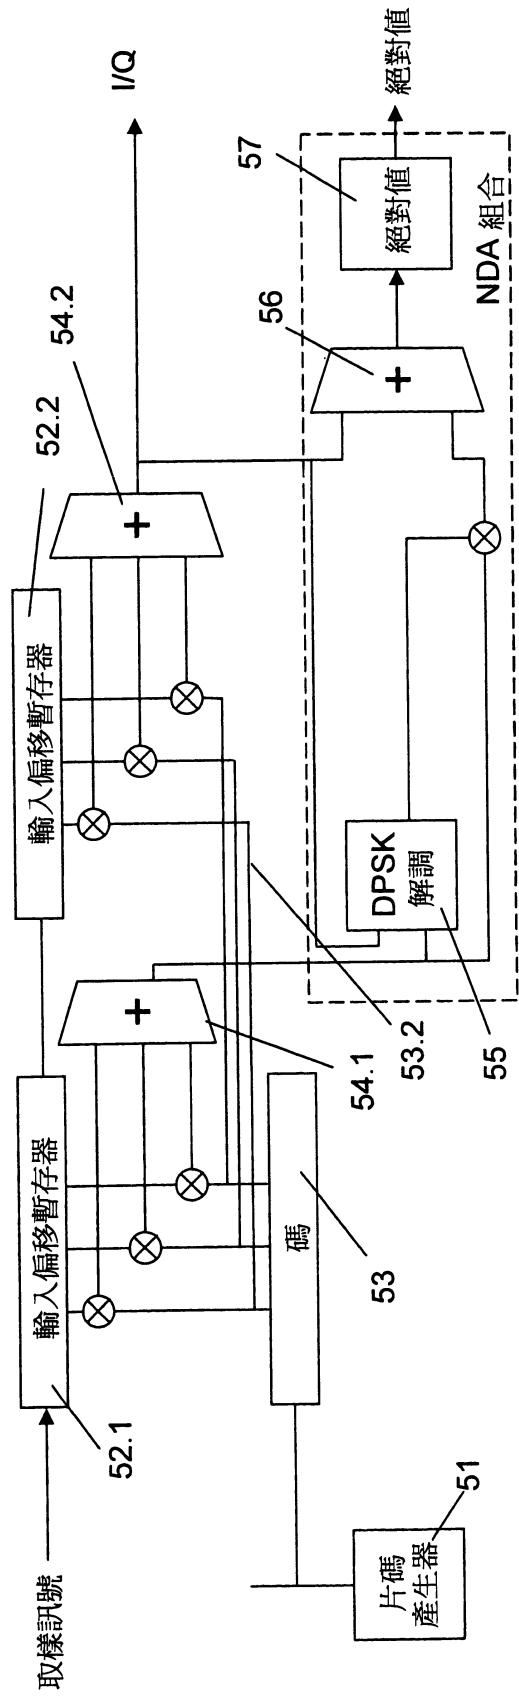 取樣訊號
輸入偏移暫存器
52.1
輸入偏移暫存器
52.2
54.2
I/Q
+
+
54.1
53.2
碼
53
片碼
產生器
51
DPSK
解調
55
+
56
絕對值
57
絕對值
NDA 組合